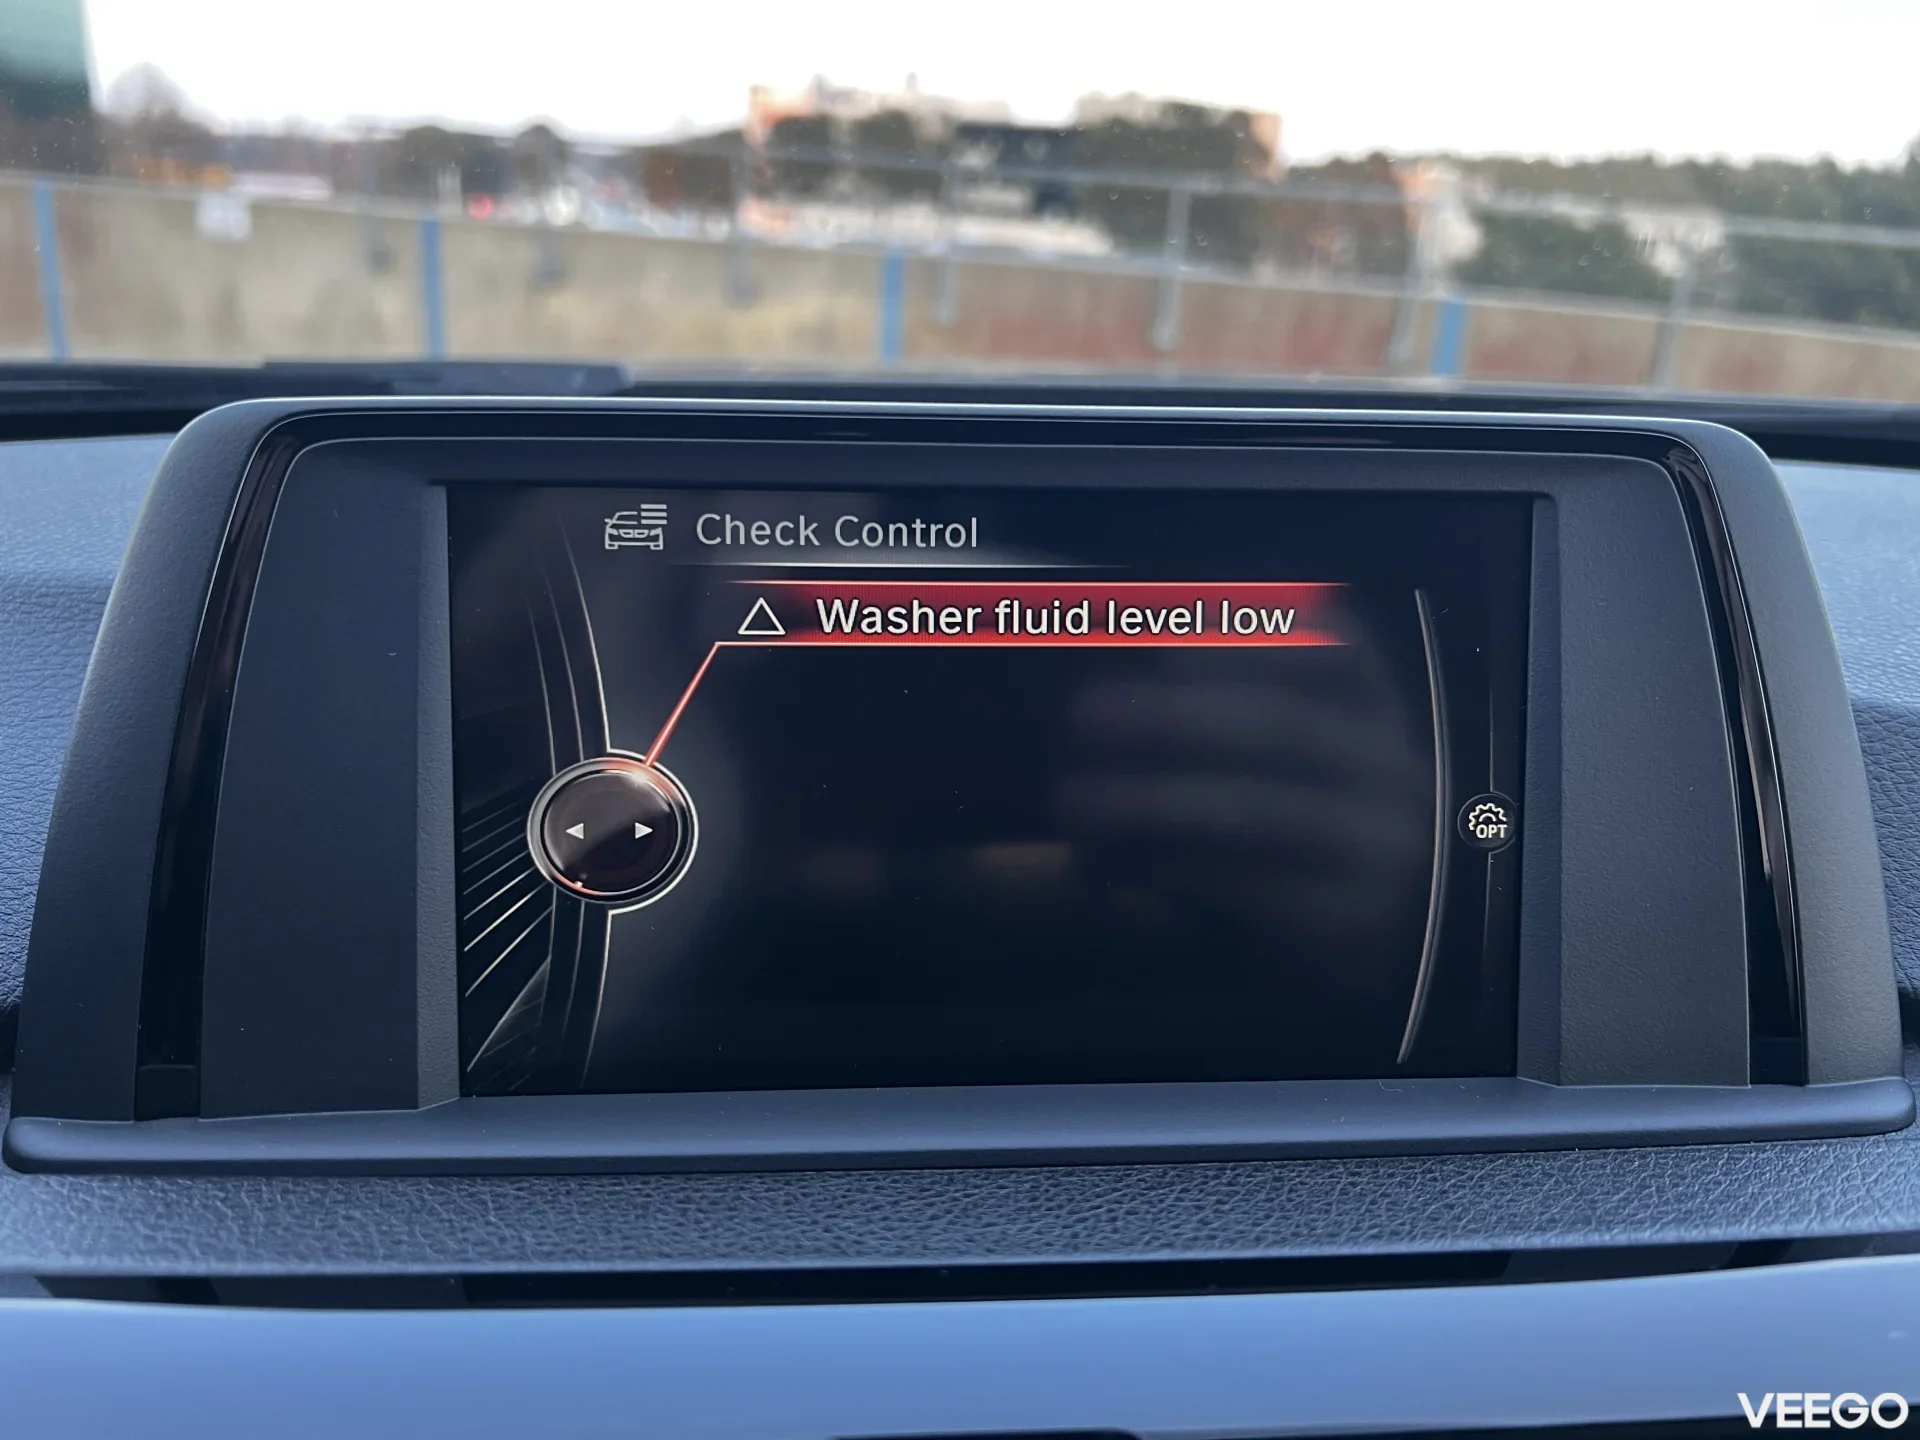 Check Control
Washer fluid level low
OPT
VEEGO